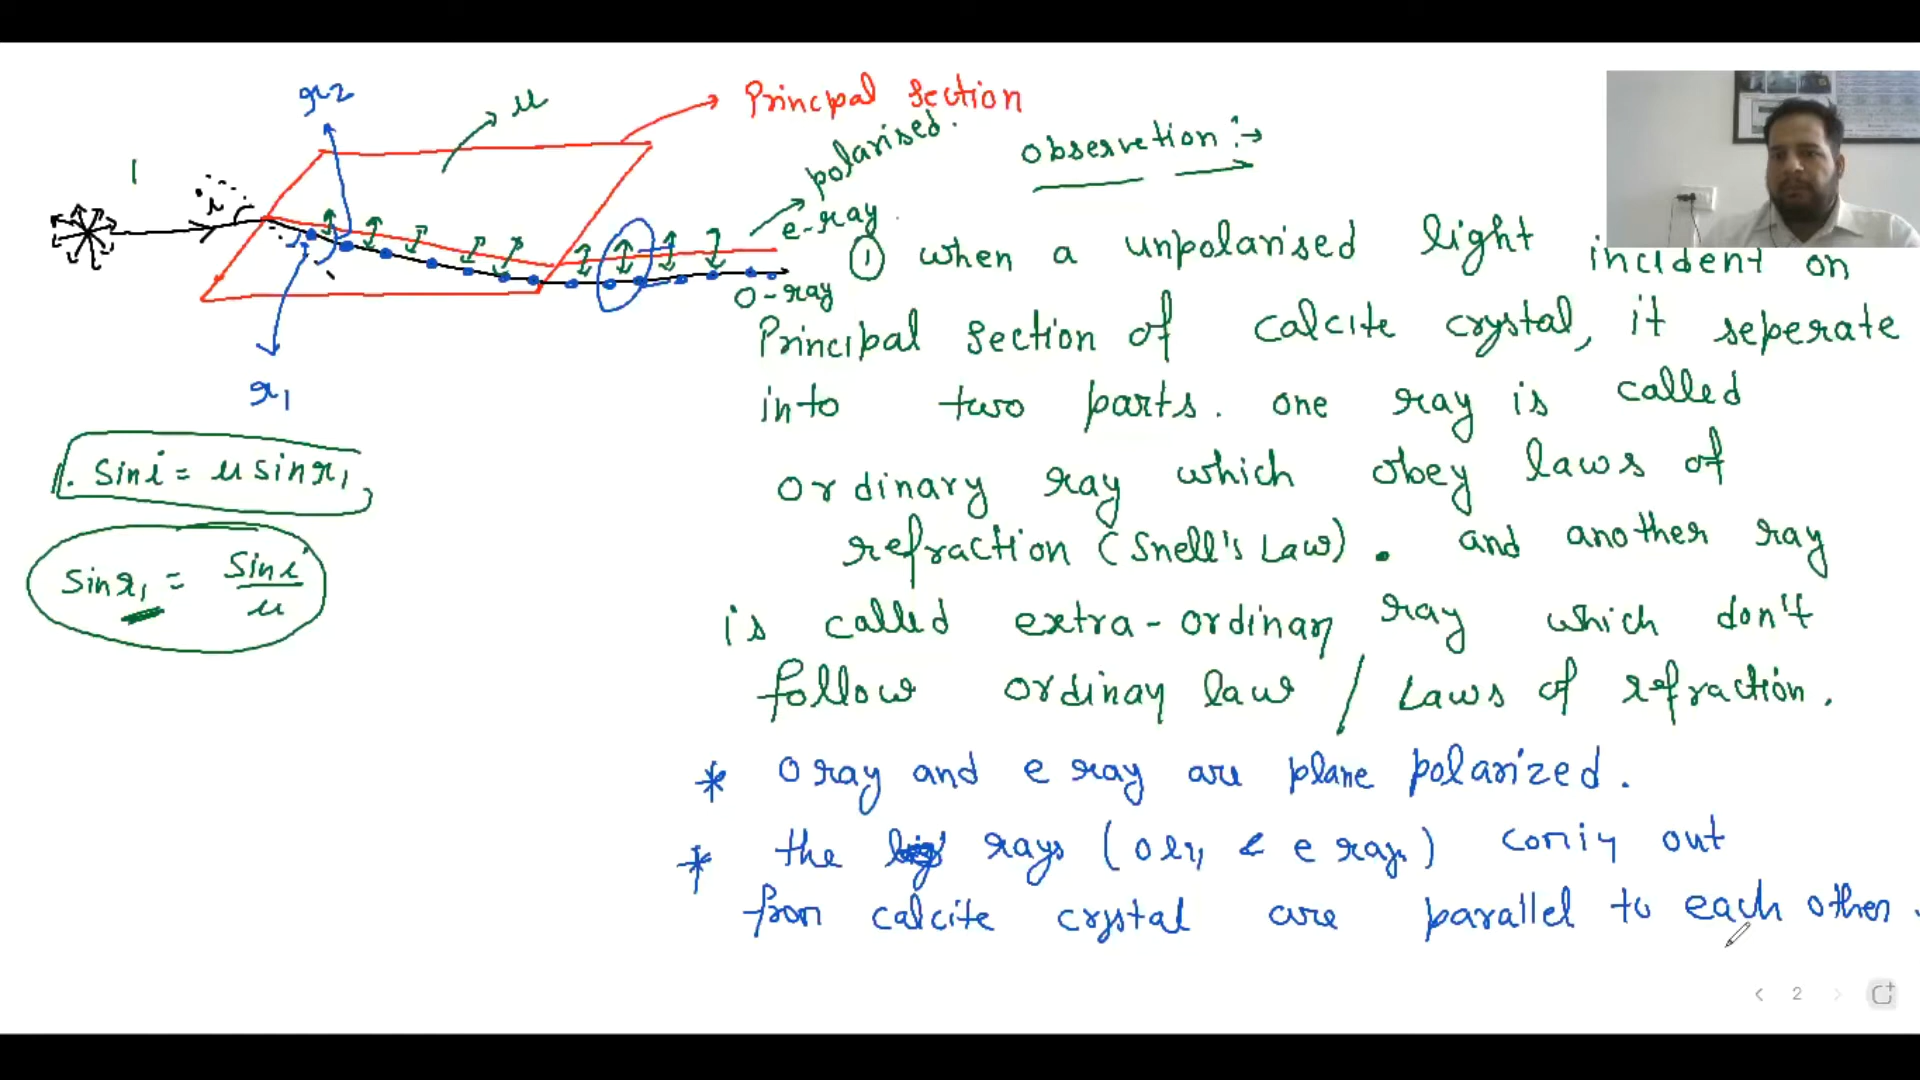 r2
μ
Principal section
polarised.
1
i
e-ray
o-ray
r1
sin i = μ sin r1
sin r1 = sin i / μ
observetion :→
① when a unpolarised light incident on
Principal section of calcite crystal, it seperate
into two parts. one ray is called
ordinary ray which obey laws of
refraction (Snell's Law). and another ray
is called extra-ordinary ray which don't
follow ordinay law / Laws of refraction.
* o ray and e ray are plane polarized.
* the rays ( & e ray) out
from calcite crystal are parallel to each other.
2